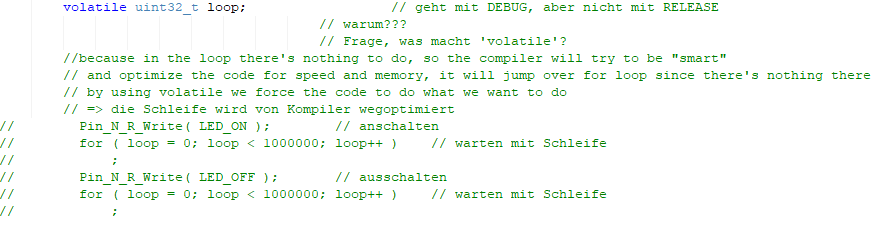 volatile uint32_t loop;                 // geht mit DEBUG, aber nicht mit RELEASE
// warum???
// Frage, was macht 'volatile'?
//because in the loop there's nothing to do, so the compiler will try to be "smart"
// and optimize the code for speed and memory, it will jump over for loop since there's nothing there
// by using volatile we force the code to do what we want to do
// => die Schleife wird von Kompiler wegoptimiert
//        Pin_N_R_Write( LED_ON );        // anschalten
//        for ( loop = 0; loop < 1000000; loop++ )    // warten mit Schleife
//            ;
//        Pin_N_R_Write( LED_OFF );       // ausschalten
//        for ( loop = 0; loop < 1000000; loop++ )    // warten mit Schleife
//            ;